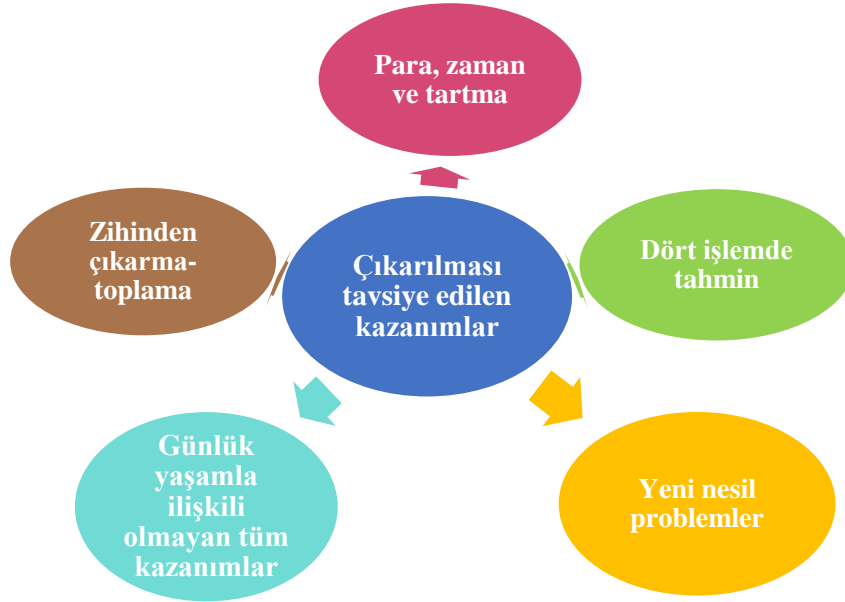 Para, zaman
ve tartma
Zihinden
çıkarma-
toplama
Çıkarılması
tavsiye edilen
kazanımlar
Dört işlemde
tahmin
Günlük
yaşamla
ilişkili
olmayan tüm
kazanımlar
Yeni nesil
problemler